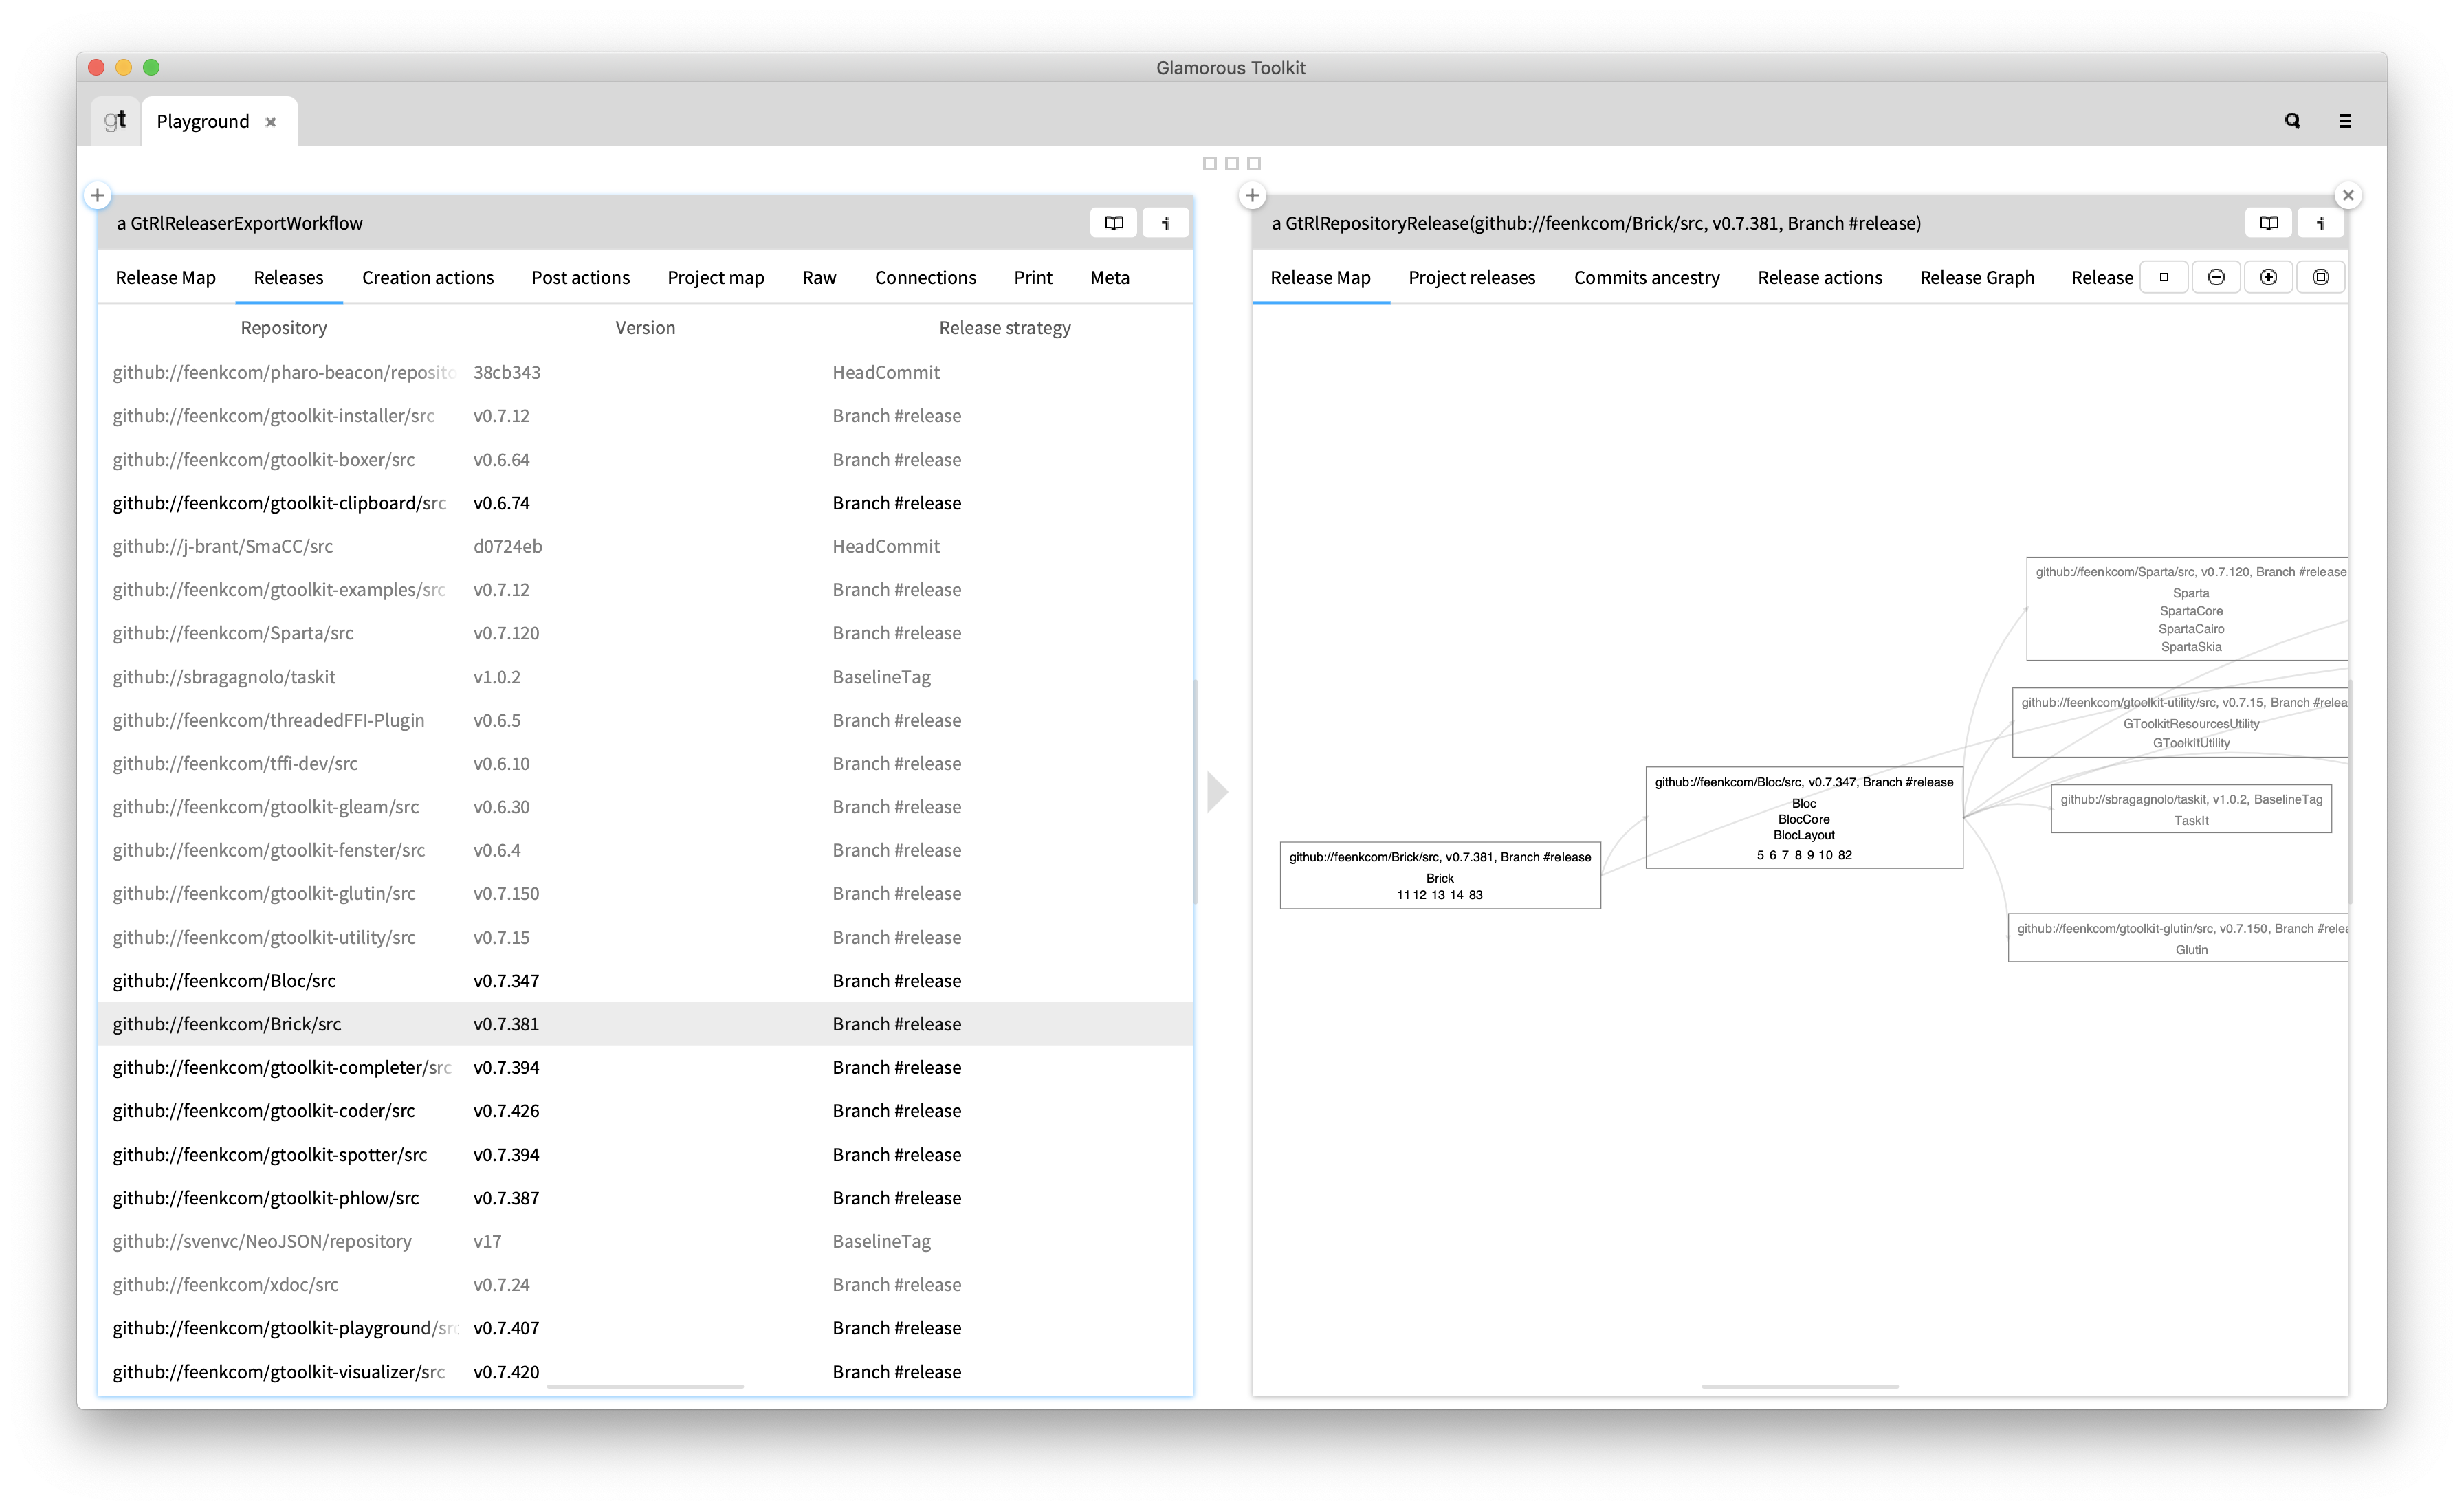 Glamorous Toolkit
gt
Playground
a GtRlReleaserExportWorkflow
Release Map Releases Creation actions Post actions Project map Raw Connections Print Meta
Repository Version Release strategy
github://feenkcom/pharo-beacon/reposito 38cb343 HeadCommit
github://feenkcom/gtoolkit-installer/src v0.7.12 Branch #release
github://feenkcom/gtoolkit-boxer/src v0.6.64 Branch #release
github://feenkcom/gtoolkit-clipboard/src v0.6.74 Branch #release
github://j-brant/SmaCC/src d0724eb HeadCommit
github://feenkcom/gtoolkit-examples/src v0.7.12 Branch #release
github://feenkcom/Sparta/src v0.7.120 Branch #release
github://sbragagnolo/taskit v1.0.2 BaselineTag
github://feenkcom/threadedFFI-Plugin v0.6.5 Branch #release
github://feenkcom/tffi-dev/src v0.6.10 Branch #release
github://feenkcom/gtoolkit-gleam/src v0.6.30 Branch #release
github://feenkcom/gtoolkit-fenster/src v0.6.4 Branch #release
github://feenkcom/gtoolkit-glutin/src v0.7.150 Branch #release
github://feenkcom/gtoolkit-utility/src v0.7.15 Branch #release
github://feenkcom/Bloc/src v0.7.347 Branch #release
github://feenkcom/Brick/src v0.7.381 Branch #release
github://feenkcom/gtoolkit-completer/src v0.7.394 Branch #release
github://feenkcom/gtoolkit-coder/src v0.7.426 Branch #release
github://feenkcom/gtoolkit-spotter/src v0.7.394 Branch #release
github://feenkcom/gtoolkit-phlow/src v0.7.387 Branch #release
github://svenvc/NeoJSON/repository v17 BaselineTag
github://feenkcom/xdoc/src v0.7.24 Branch #release
github://feenkcom/gtoolkit-playground/src v0.7.407 Branch #release
github://feenkcom/gtoolkit-visualizer/src v0.7.420 Branch #release
a GtRlRepositoryRelease(github://feenkcom/Brick/src, v0.7.381, Branch #release)
Release Map Project releases Commits ancestry Release actions Release Graph Release
github://feenkcom/Sparta/src, v0.7.120, Branch #release
Sparta
SpartaCore
SpartaCairo
SpartaSkia
github://feenkcom/gtoolkit-utility/src, v0.7.15, Branch #relea
GToolkitResourcesUtility
GToolkitUtility
github://feenkcom/Bloc/src, v0.7.347, Branch #release
Bloc
BlocCore
BlocLayout
5 6 7 8 9 10 82
github://sbragagnolo/taskit, v1.0.2, BaselineTag
TaskIt
github://feenkcom/Brick/src, v0.7.381, Branch #release
Brick
11 12 13 14 83
github://feenkcom/gtoolkit-glutin/src, v0.7.150, Branch #relea
Glutin